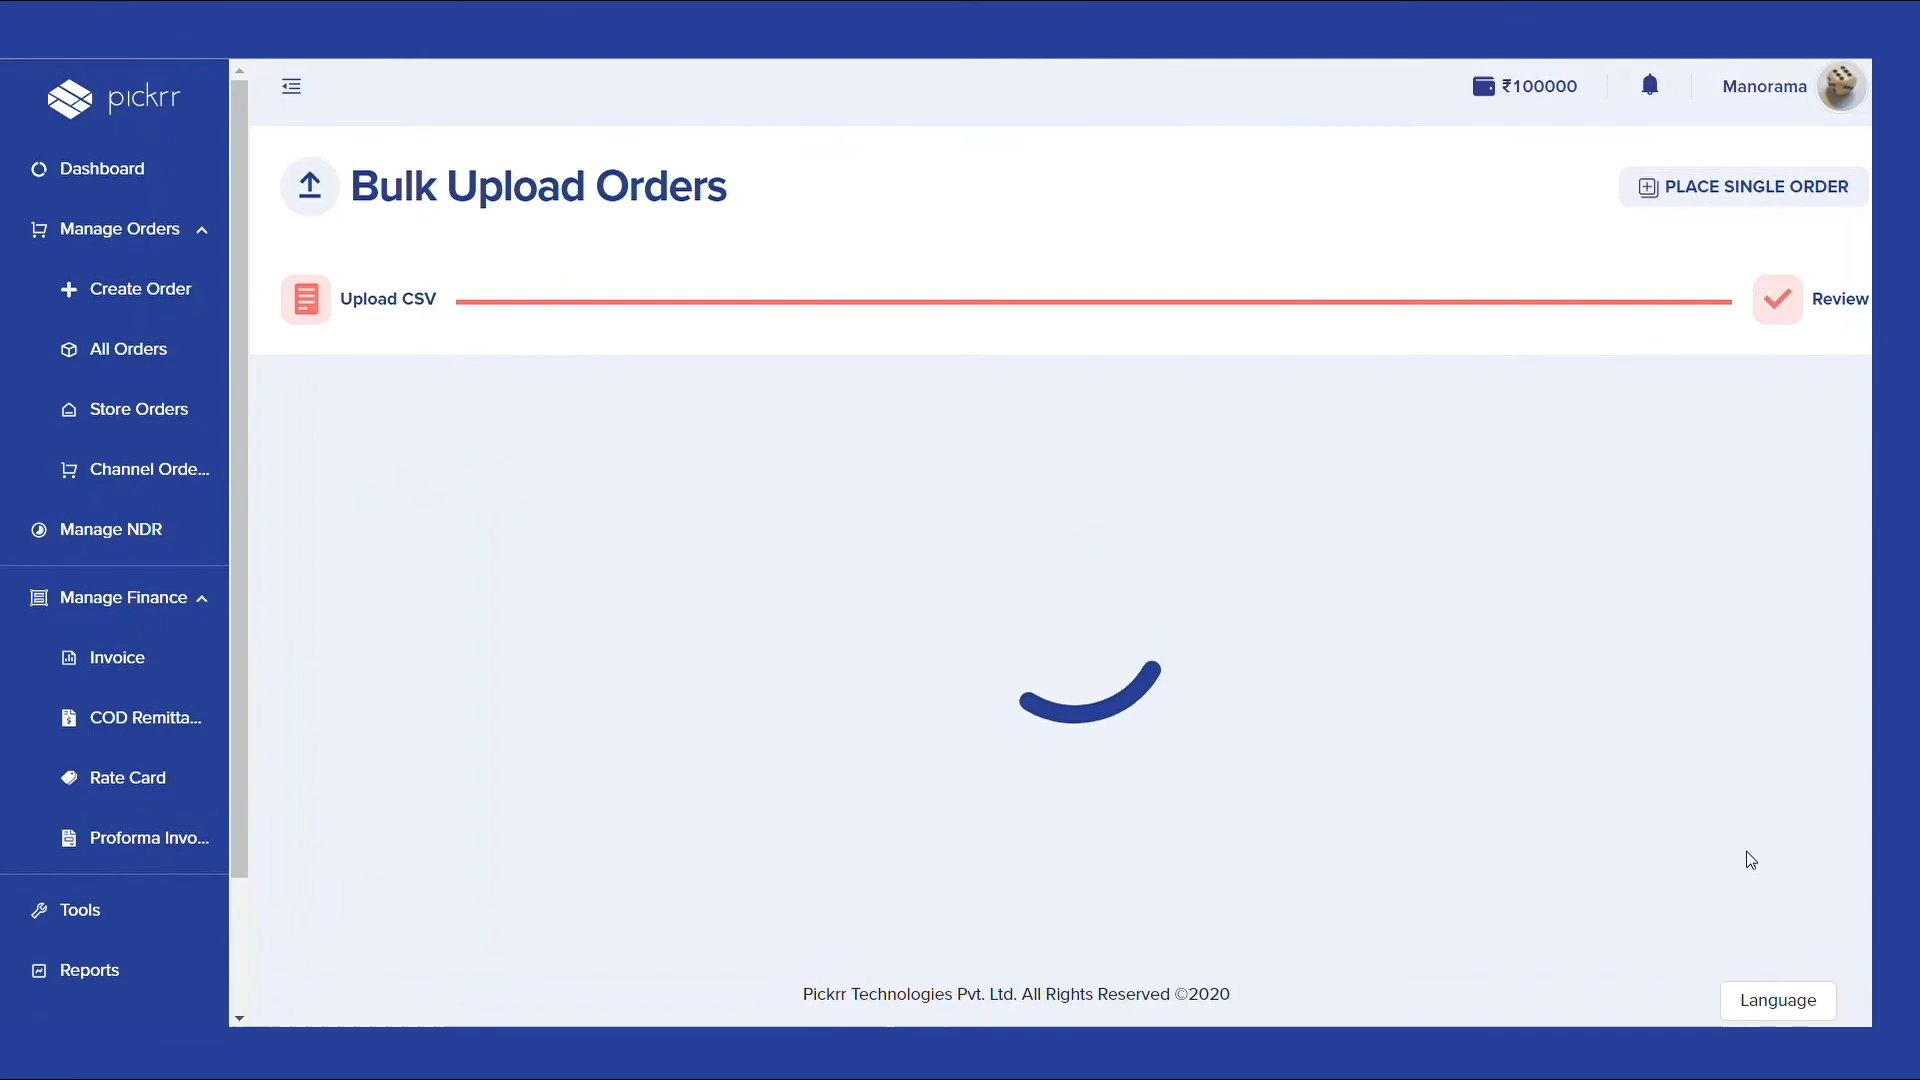 pickrr
₹100000
Manorama
Dashboard
Manage Orders
Create Order
All Orders
Store Orders
Channel Orde...
Manage NDR
Manage Finance
Invoice
COD Remitta...
Rate Card
Proforma Invo...
Tools
Reports
Bulk Upload Orders
PLACE SINGLE ORDER
Upload CSV
Review
Pickrr Technologies Pvt. Ltd. All Rights Reserved ©2020
Language